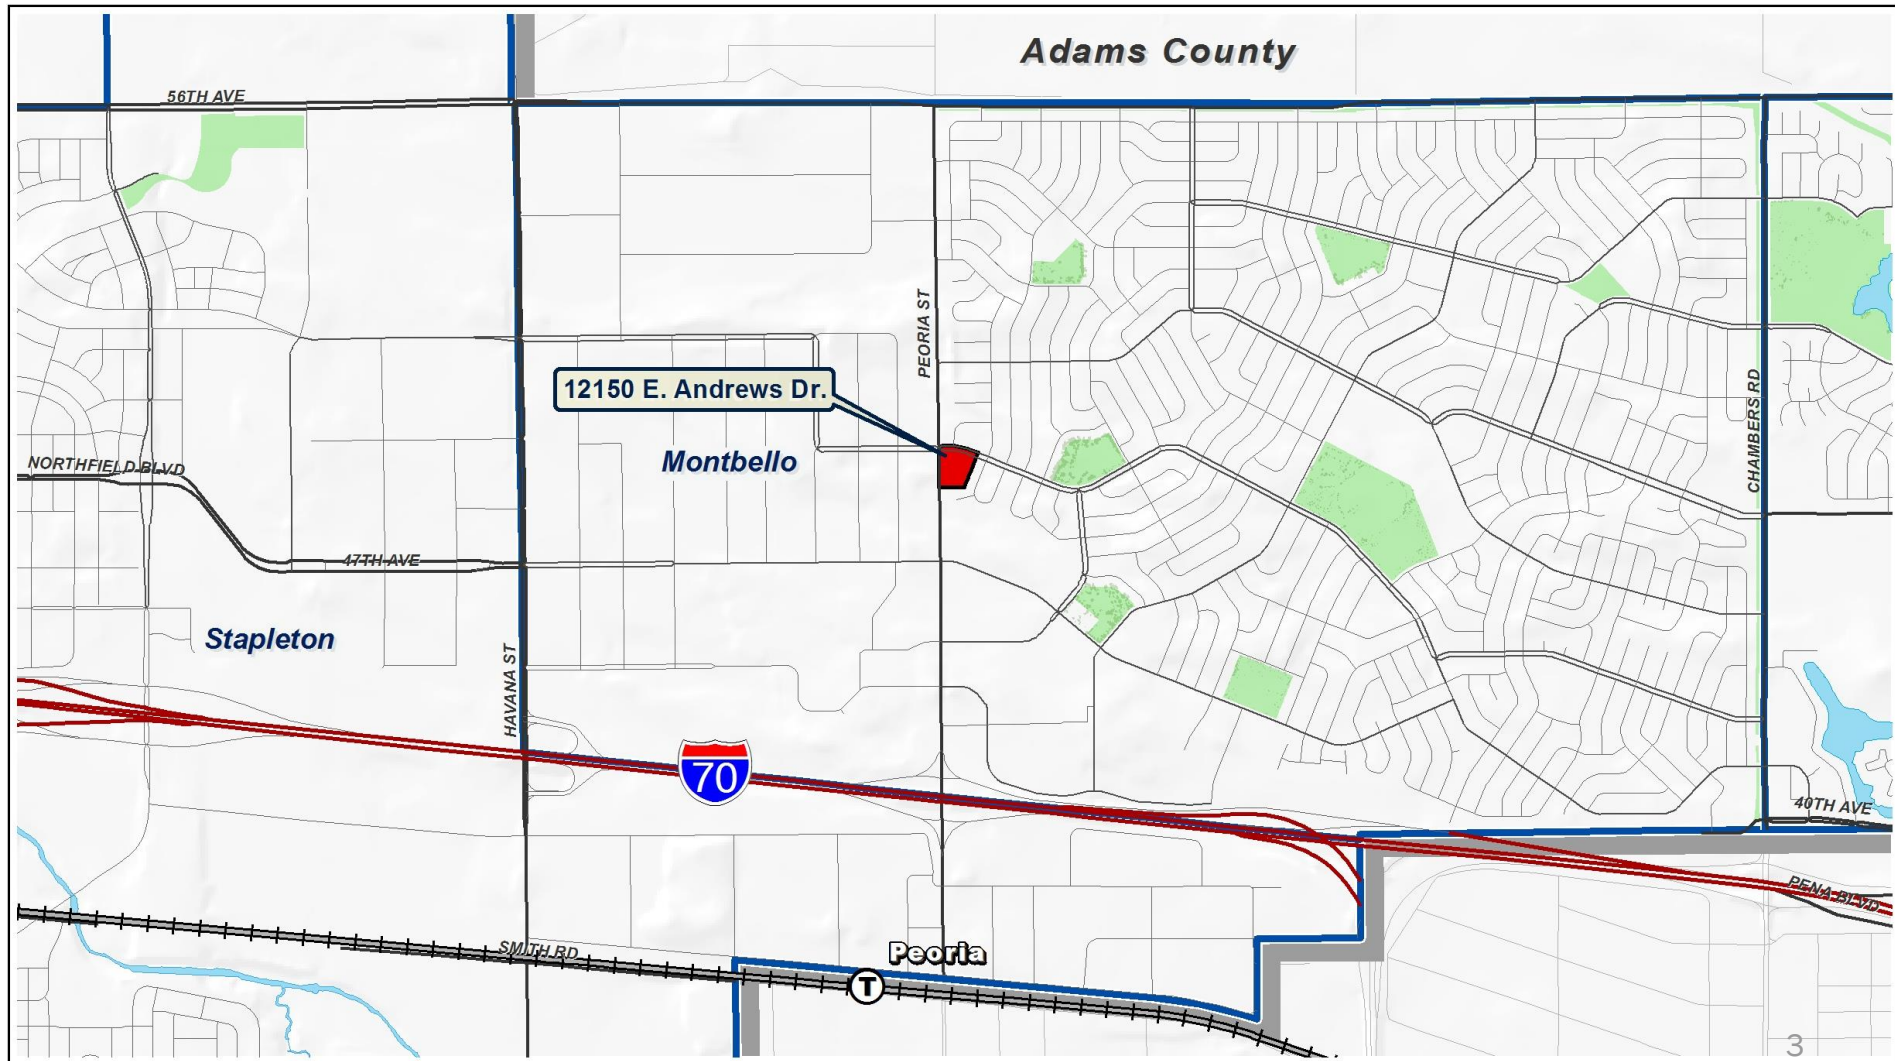 Adams County
56TH AVE
PEORIA ST
12150 E. Andrews Dr.
CHAMBERS RD
Montbello
NORTHFIELD BLVD
47TH AVE
Stapleton
HAVANA ST
70
40TH AVE
PENA BLVD
SMITH RD
Peoria
T
3